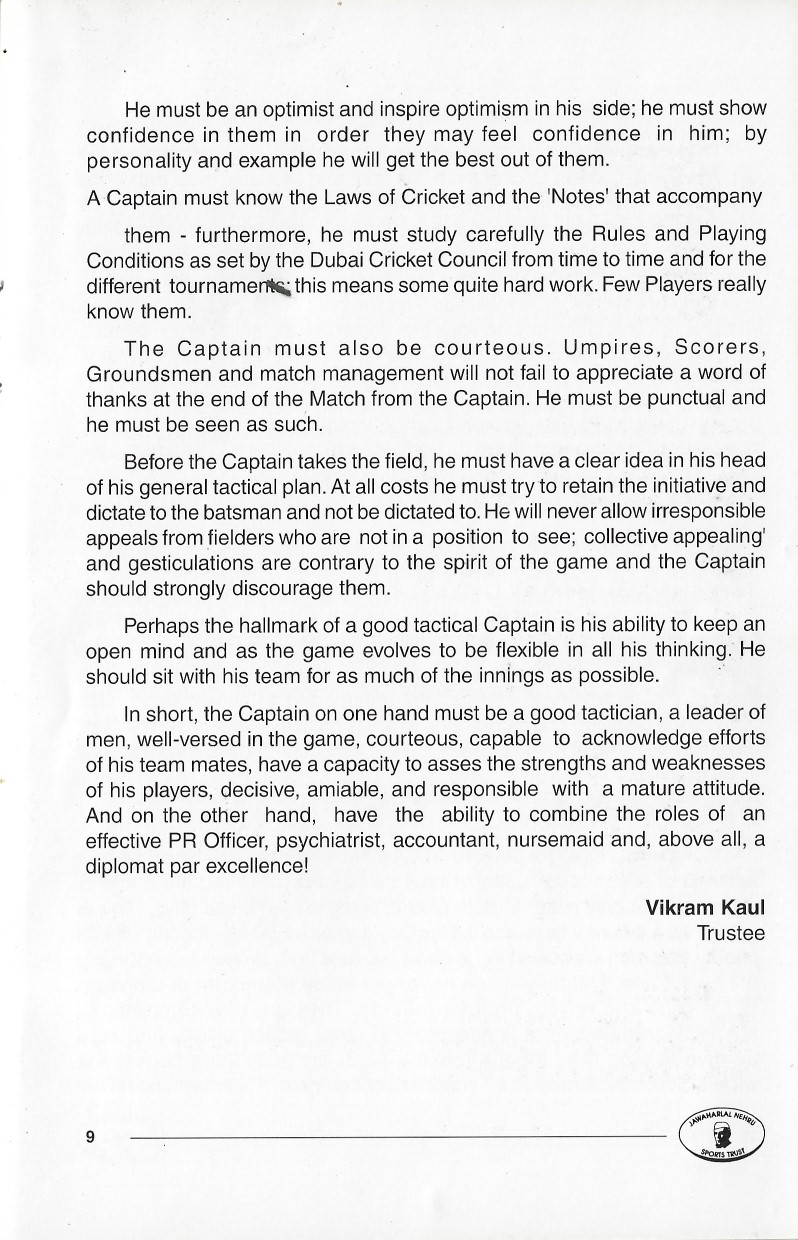 He must be an optimist and inspire optimism in his side; he must show
confidence in them in order they may feel confidence in him; by
personality and example he will get the best out of them.
A Captain must know the Laws of Cricket and the 'Notes' that accompany
them - furthermore, he must study carefully the Rules and Playing
Conditions as set by the Dubai Cricket Council from time to time and for the
different tournaments; this means some quite hard work. Few Players really
know them.
The Captain must also be courteous. Umpires, Scorers,
Groundsmen and match management will not fail to appreciate a word of
thanks at the end of the Match from the Captain. He must be punctual and
he must be seen as such.
Before the Captain takes the field, he must have a clear idea in his head
of his general tactical plan. At all costs he must try to retain the initiative and
dictate to the batsman and not be dictated to. He will never allow irresponsible
appeals from fielders who are not in a position to see; collective appealing'
and gesticulations are contrary to the spirit of the game and the Captain
should strongly discourage them.
Perhaps the hallmark of a good tactical Captain is his ability to keep an
open mind and as the game evolves to be flexible in all his thinking. He
should sit with his team for as much of the innings as possible.
In short, the Captain on one hand must be a good tactician, a leader of
men, well-versed in the game, courteous, capable to acknowledge efforts
of his team mates, have a capacity to asses the strengths and weaknesses
of his players, decisive, amiable, and responsible with a mature attitude.
And on the other hand, have the ability to combine the roles of an
effective PR Officer, psychiatrist, accountant, nursemaid and, above all, a
diplomat par excellence!
Vikram Kaul
Trustee
9
JAWAHARLAL NEHRU
SPORTS TRUST